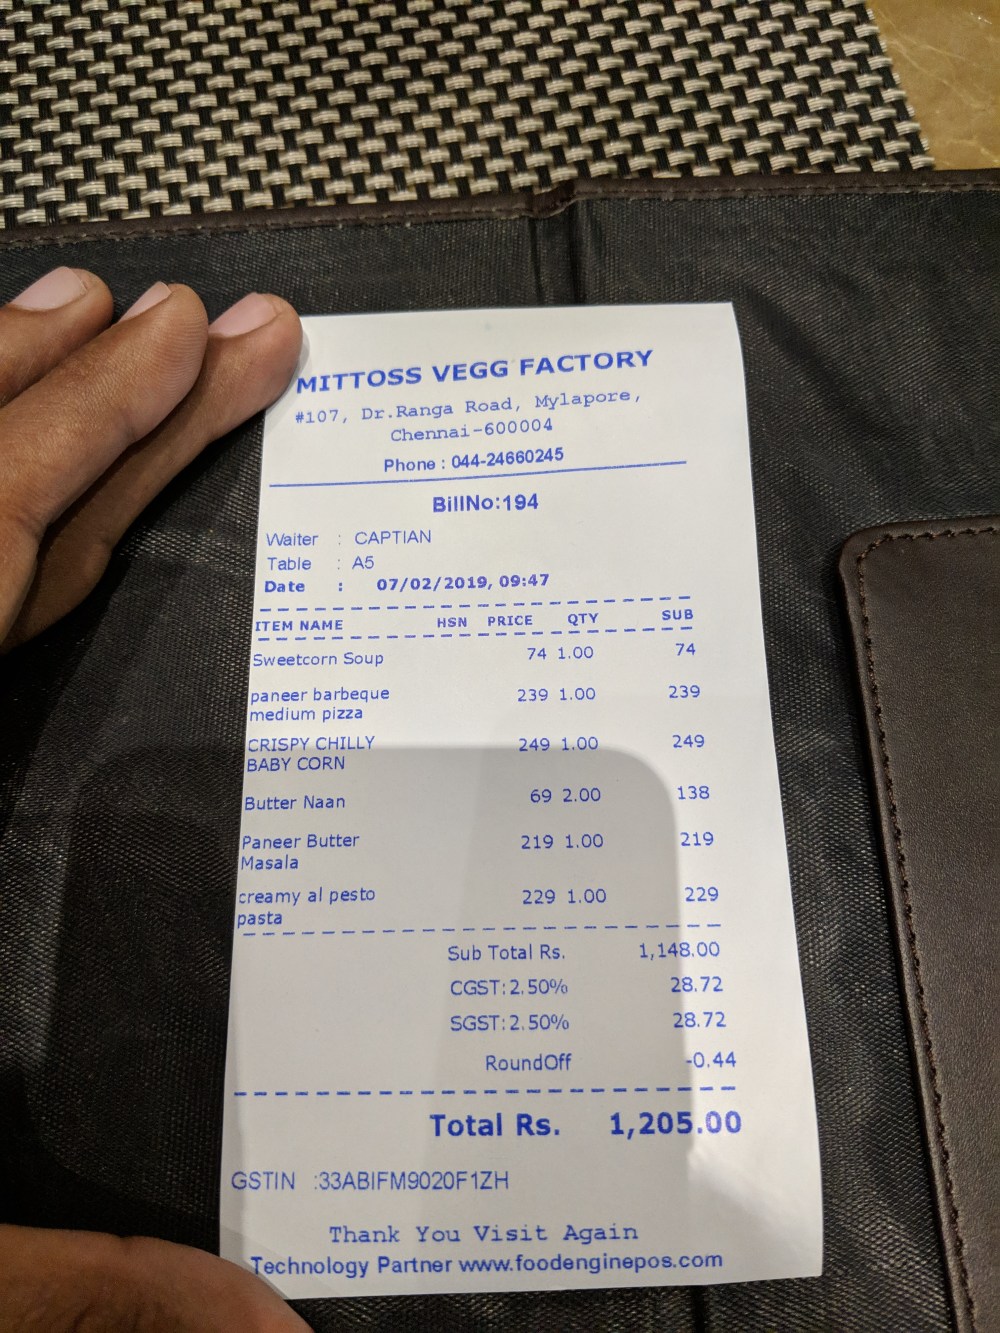 MITTOSS VEGG FACTORY
#107, Dr.Ranga Road, Mylapore,
Chennai-600004
Phone : 044-24660245
BillNo:194
Waiter : CAPTIAN
Table : A5
Date : 07/02/2019, 09:47
ITEM NAME HSN PRICE QTY SUB
Sweetcorn Soup 74 1.00 74
paneer barbeque 239 1.00 239
medium pizza
CRISPY CHILLY 249 1.00 249
BABY CORN
Butter Naan 69 2.00 138
Paneer Butter 219 1.00 219
Masala
creamy al pesto 229 1.00 229
pasta
Sub Total Rs. 1,148.00
CGST:2.50% 28.72
SGST:2.50% 28.72
RoundOff -0.44
Total Rs. 1,205.00
GSTIN :33ABIFM9020F1ZH
Thank You Visit Again
Technology Partner www.foodenginepos.com